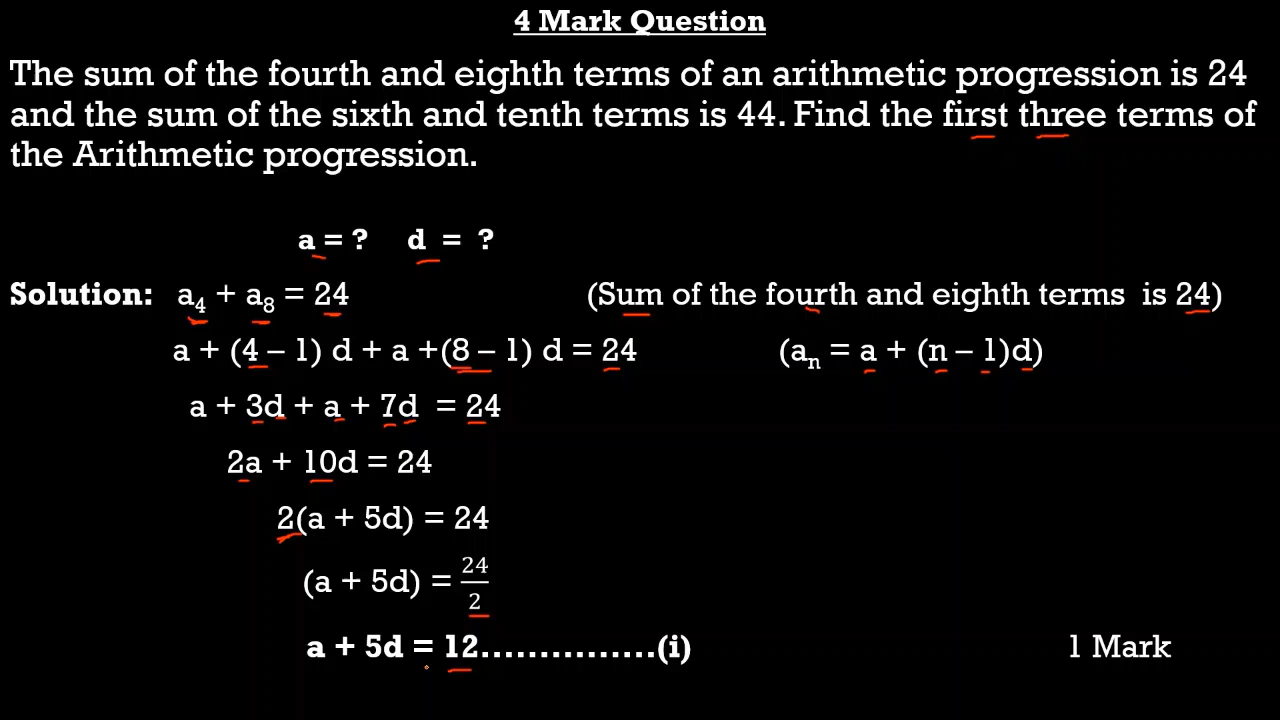 4 Mark Question
The sum of the fourth and eighth terms of an arithmetic progression is 24
and the sum of the sixth and tenth terms is 44. Find the first three terms of
the Arithmetic progression.
a = ? d = ?
Solution: a₄ + a₈ = 24 (Sum of the fourth and eighth terms is 24)
a + (4 – 1) d + a +(8 – 1) d = 24 (aₙ = a + (n – 1)d)
a + 3d + a + 7d = 24
2a + 10d = 24
2(a + 5d) = 24
(a + 5d) = 24/2
a + 5d = 12...............(i) 1 Mark